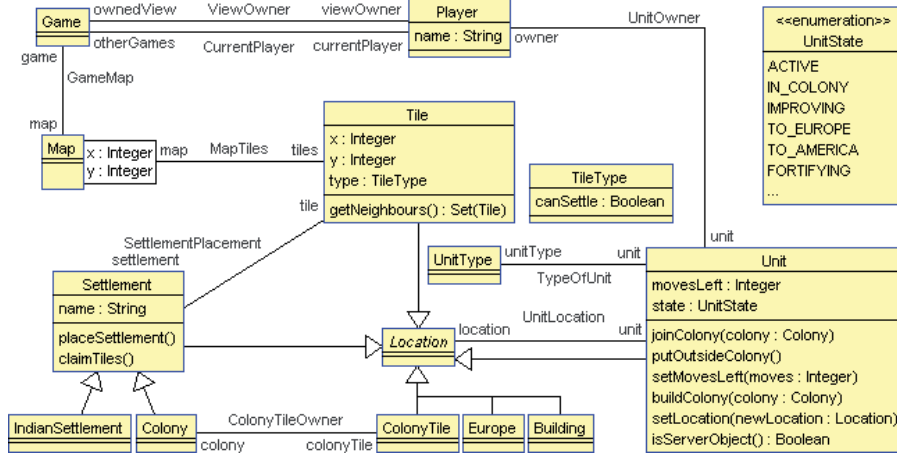 ownedView ViewOwner viewOwner
Game
Player
name : String
otherGames CurrentPlayer currentPlayer
owner
UnitOwner
<<enumeration>>
UnitState
ACTIVE
IN_COLONY
IMPROVING
TO_EUROPE
TO_AMERICA
FORTIFYING
...
game
GameMap
map
Map
x : Integer
y : Integer
map MapTiles tiles
Tile
x : Integer
y : Integer
type : TileType
getNeighbours() : Set(Tile)
TileType
canSettle : Boolean
tile
SettlementPlacement
settlement
Settlement
name : String
placeSettlement()
claimTiles()
UnitType
unitType unit
TypeOfUnit
unit
Unit
movesLeft : Integer
state : UnitState
joinColony(colony : Colony)
putOutsideColony()
setMovesLeft(moves : Integer)
buildColony(colony : Colony)
setLocation(newLocation : Location)
isServerObject() : Boolean
Location
location UnitLocation unit
IndianSettlement
Colony
ColonyTileOwner
colony colonyTile
ColonyTile
Europe
Building